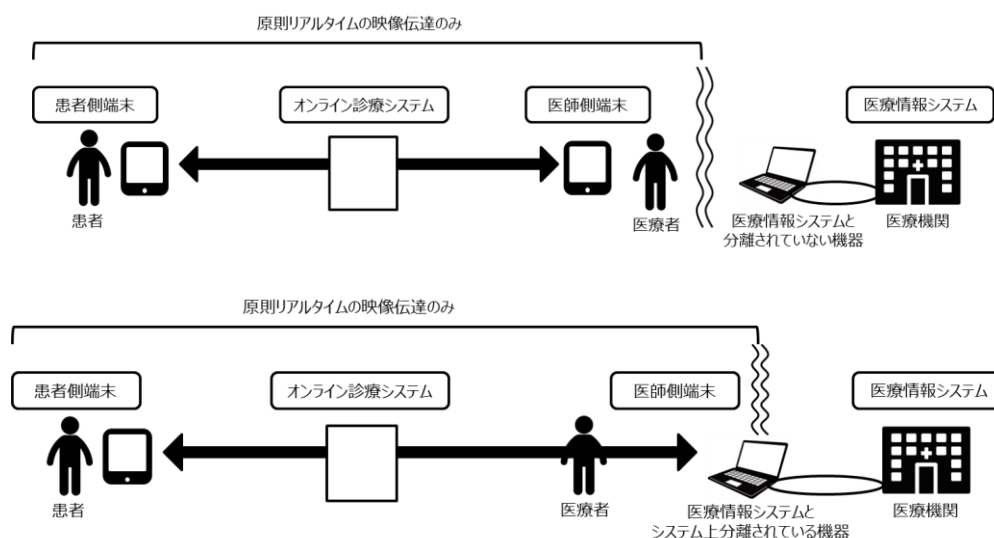 原則リアルタイムの映像伝達のみ
患者側端末
オンライン診療システム
医師側端末
医療情報システム
患者
医療者
医療情報システムと
分離されていない機器
医療機関
原則リアルタイムの映像伝達のみ
患者側端末
オンライン診療システム
医師側端末
医療情報システム
患者
医療者
医療情報システムと
システム上分離されている機器
医療機関